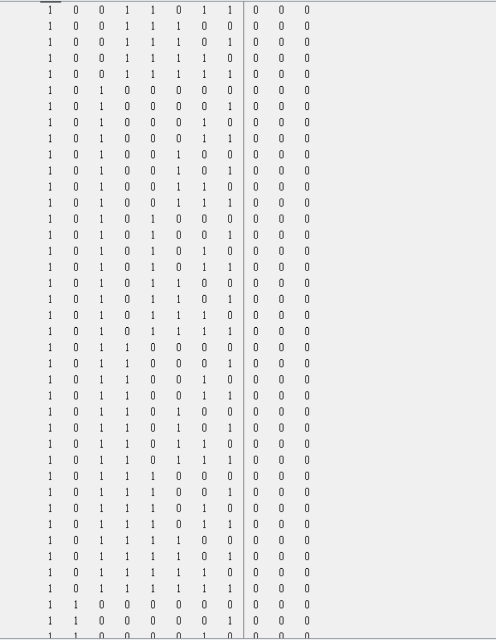 1 0 0 1 1 0 1 1 0 0 0
1 0 0 1 1 1 0 0 0 0 0
1 0 0 1 1 1 0 1 0 0 0
1 0 0 1 1 1 1 0 0 0 0
1 0 0 1 1 1 1 1 0 0 0
1 0 1 0 0 0 0 0 0 0 0
1 0 1 0 0 0 0 1 0 0 0
1 0 1 0 0 0 1 0 0 0 0
1 0 1 0 0 0 1 1 0 0 0
1 0 1 0 0 1 0 0 0 0 0
1 0 1 0 0 1 0 1 0 0 0
1 0 1 0 0 1 1 0 0 0 0
1 0 1 0 0 1 1 1 0 0 0
1 0 1 0 1 0 0 0 0 0 0
1 0 1 0 1 0 0 1 0 0 0
1 0 1 0 1 0 1 0 0 0 0
1 0 1 0 1 0 1 1 0 0 0
1 0 1 0 1 1 0 0 0 0 0
1 0 1 0 1 1 0 1 0 0 0
1 0 1 0 1 1 1 0 0 0 0
1 0 1 0 1 1 1 1 0 0 0
1 0 1 1 0 0 0 0 0 0 0
1 0 1 1 0 0 0 1 0 0 0
1 0 1 1 0 0 1 0 0 0 0
1 0 1 1 0 0 1 1 0 0 0
1 0 1 1 0 1 0 0 0 0 0
1 0 1 1 0 1 0 1 0 0 0
1 0 1 1 0 1 1 0 0 0 0
1 0 1 1 0 1 1 1 0 0 0
1 0 1 1 1 0 0 0 0 0 0
1 0 1 1 1 0 0 1 0 0 0
1 0 1 1 1 0 1 0 0 0 0
1 0 1 1 1 0 1 1 0 0 0
1 0 1 1 1 1 0 0 0 0 0
1 0 1 1 1 1 0 1 0 0 0
1 0 1 1 1 1 1 0 0 0 0
1 0 1 1 1 1 1 1 0 0 0
1 1 0 0 0 0 0 0 0 0 0
1 1 0 0 0 0 0 1 0 0 0
1 1 0 0 0 0 1 0 0 0 0